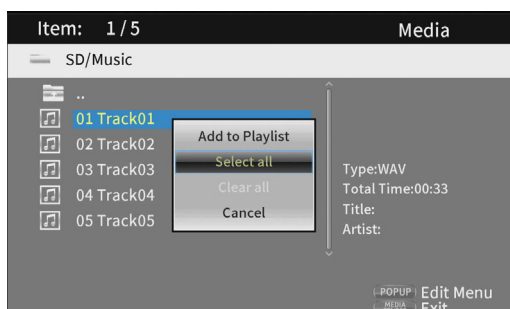 Item: 1/5 Media
SD/Music
..
01 Track01
02 Track02
03 Track03
04 Track04
05 Track05
Add to Playlist
Select all
Clear all
Cancel
Type:WAV
Total Time:00:33
Title:
Artist:
POPUP Edit Menu
MEDIA Exit